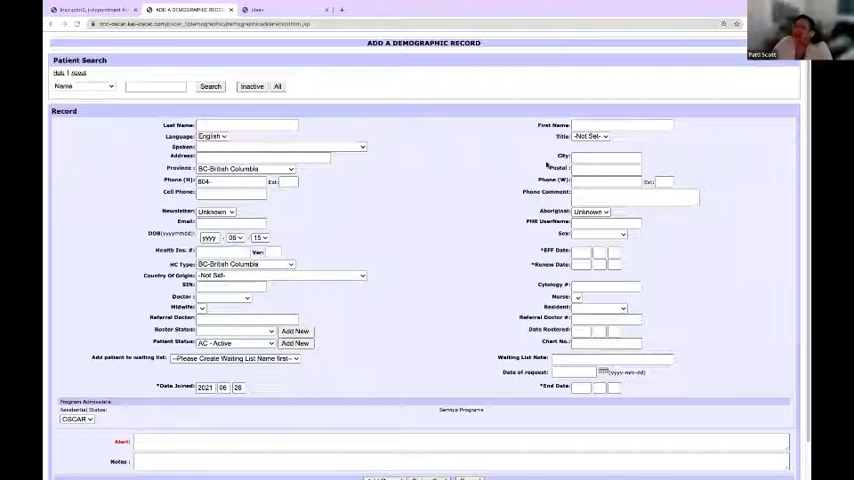 ADD A DEMOGRAPHIC RECORD
Patti Scott
ADD A DEMOGRAPHIC RECORD
Patient Search
Help | About
Name Search Inactive All
Record
Last Name: First Name:
Language: English Title: -Not Set-
Spoken:
Address: City:
Province: BC-British Columbia Postal :
Phone (H): 604- Ext: Phone (W): Ext:
Cell Phone: Phone Comment:
Newsletter: Unknown Aboriginal: Unknown
Email: PHR UserName:
DOB(yyyymmdd): yyyy - 06 - 15 Sex:
Health Ins. #: Ver: *EFF Date:
HC Type: BC-British Columbia *Renew Date:
Country Of Origin: -Not Set-
SIN: Cytology #:
Doctor : Nurse:
Midwife: Resident:
Referral Doctor: Referral Doctor #:
Roster Status: Add New Date Rostered:
Patient Status: AC - Active Add New Chart No.:
Add patient to waiting list: --Please Create Waiting List Name first-- Waiting List Note:
Date of request: (yyyy-mm-dd)
*Date Joined: 2021 06 26 *End Date:
Program Admissions
Residential Status: Service Programs
OSCAR
Alert:
Notes :